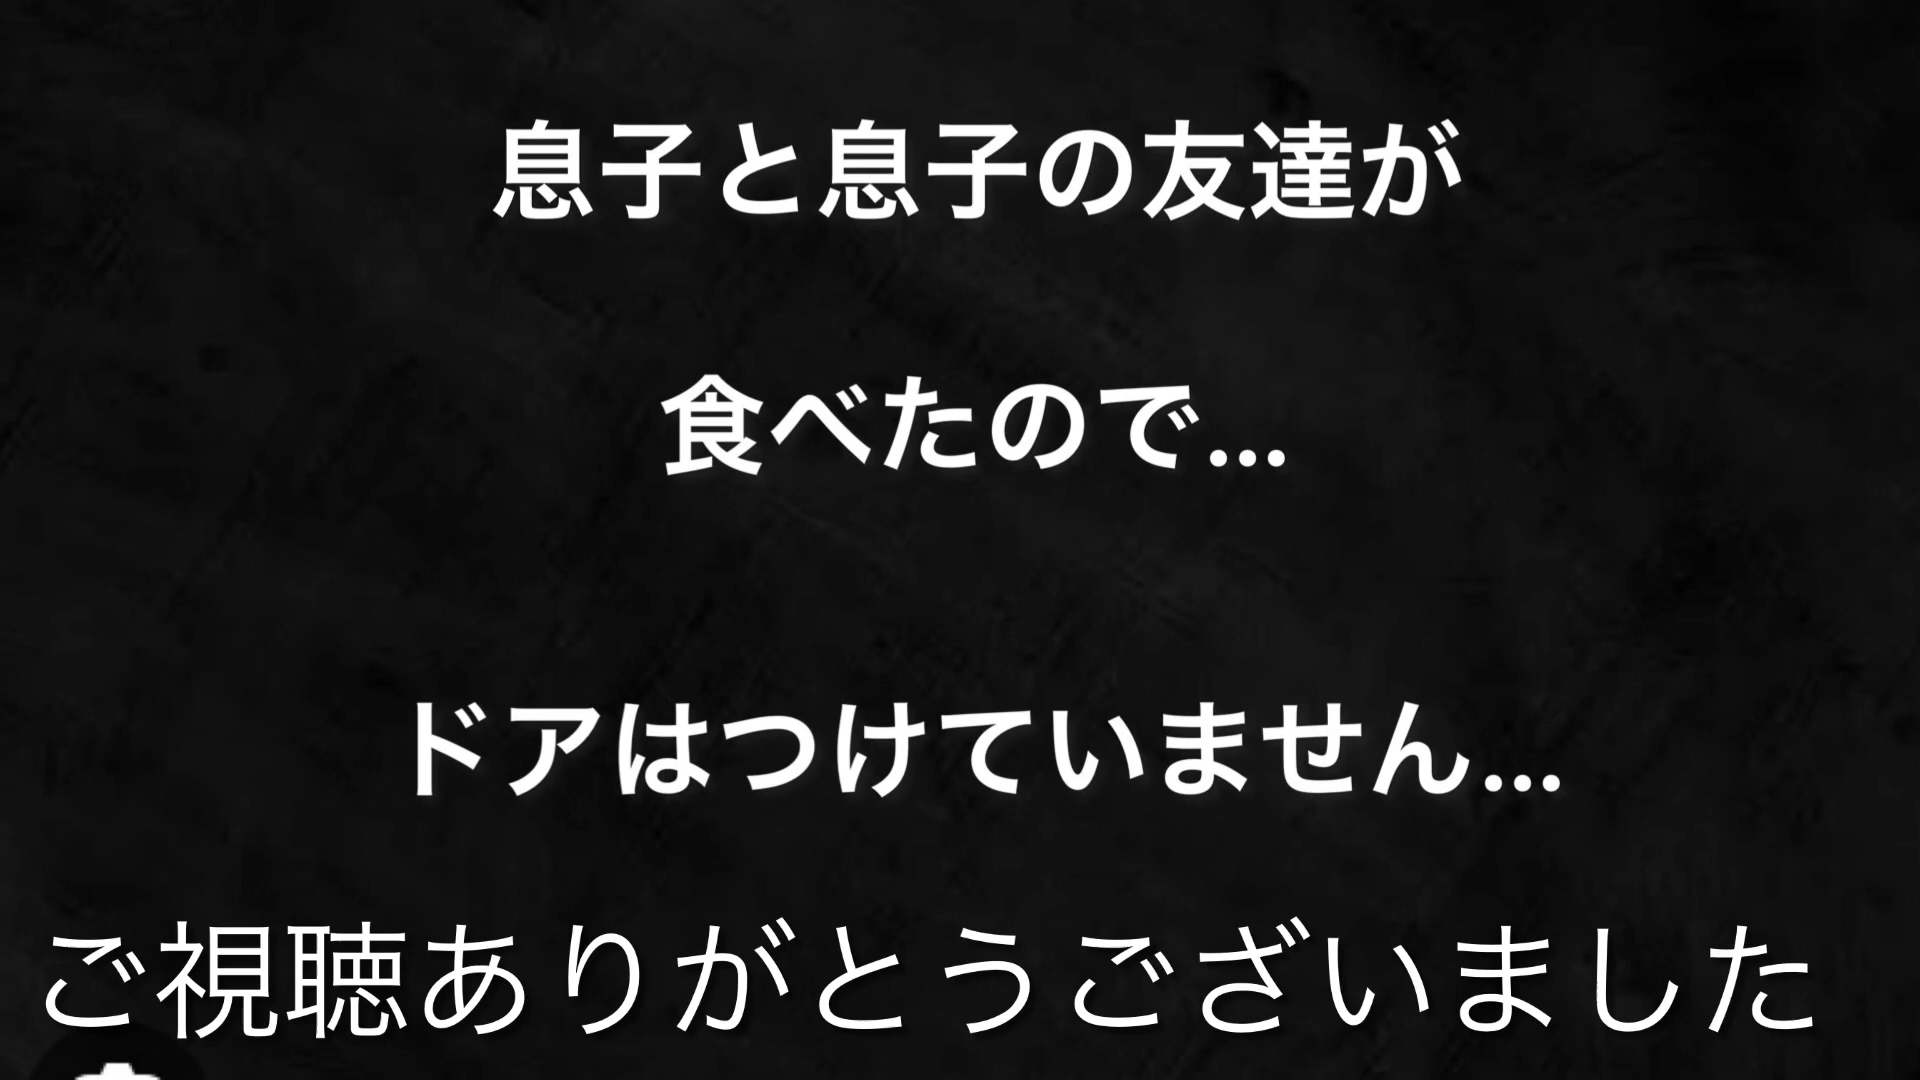 息子と息子の友達が
食べたので...
ドアはつけていません...
ご視聴ありがとうございました